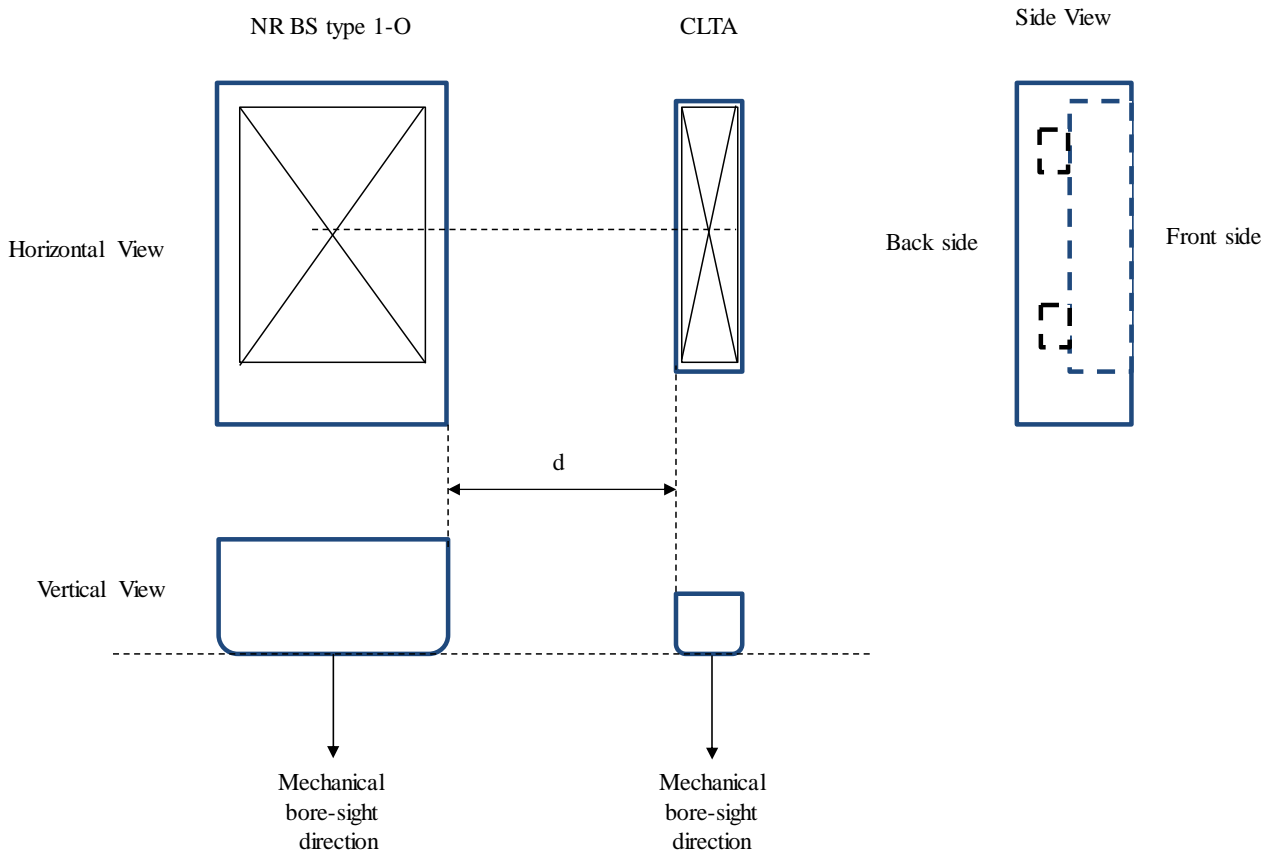 NR BS type 1-O
CLTA
Side View
Horizontal View
Back side
Front side
d
Vertical View
Mechanical
bore-sight
direction
Mechanical
bore-sight
direction